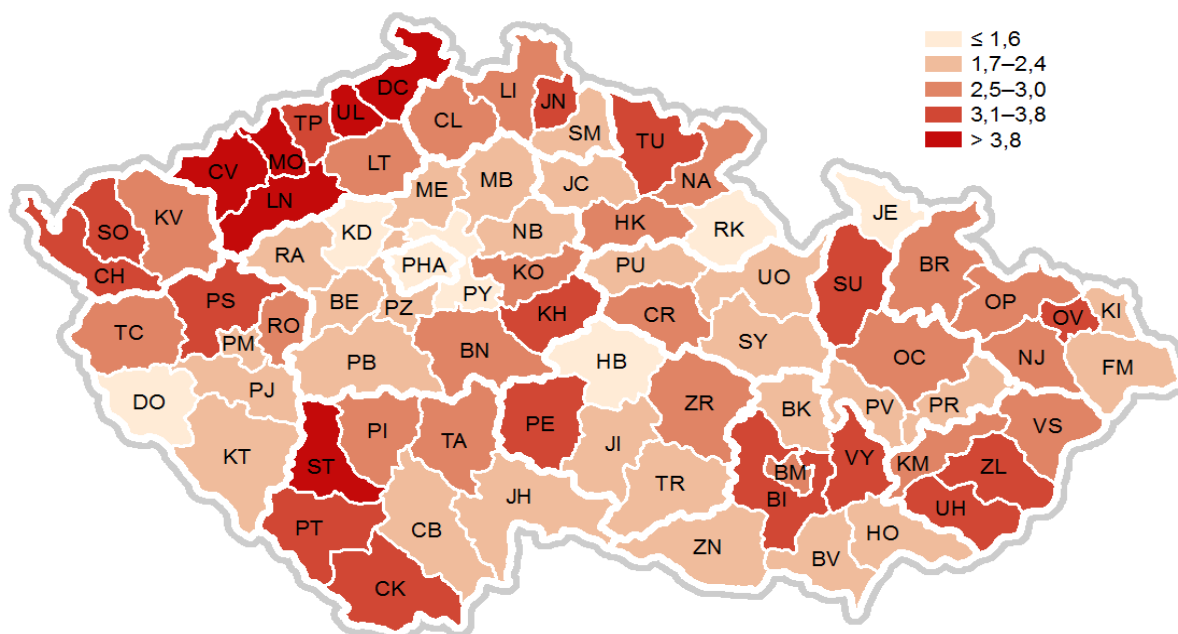 ≤ 1,6
1,7–2,4
2,5–3,0
3,1–3,8
> 3,8
DC
LI
UL
JN
TP
CL
SM
TU
MO
CV
LT
LN
ME
MB
JC
NA
KV
SO
JE
KD
NB
HK
RK
RA
PHA
KO
PU
UO
BR
CH
PY
SU
PS
BE
PZ
OP
KH
CR
OV
KI
RO
TC
PM
SY
BN
PB
HB
OC
NJ
FM
PJ
DO
ZR
BK
PV
PR
PE
VS
PI
TA
JI
KT
ST
VY
KM
ZL
BM
TR
JH
BI
UH
PT
CB
HO
ZN
BV
CK